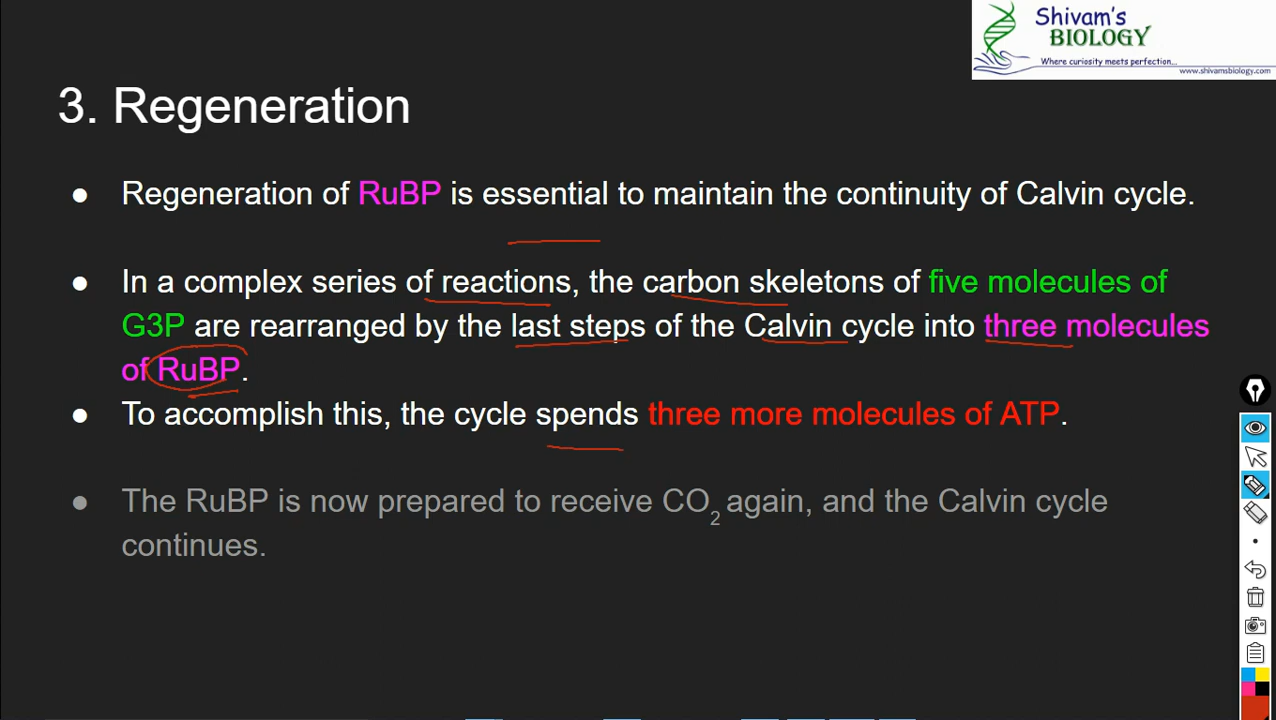 Shivam's
BIOLOGY
Where curiosity meets perfection...
www.shivamsbiology.com
3. Regeneration
● Regeneration of RuBP is essential to maintain the continuity of Calvin cycle.
● In a complex series of reactions, the carbon skeletons of five molecules of
G3P are rearranged by the last steps of the Calvin cycle into three molecules
of RuBP.
● To accomplish this, the cycle spends three more molecules of ATP.
● The RuBP is now prepared to receive CO₂ again, and the Calvin cycle
continues.